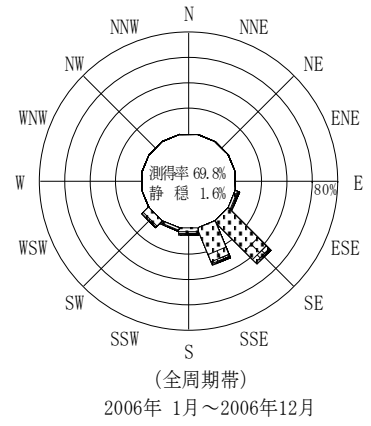 N
NNW NNE
NW NE
WNW ENE
測得率 69.8%
静 穏 1.6%
W 80% E
WSW ESE
SW SE
SSW SSE
S
(全周期帯)
2006年 1月～2006年12月